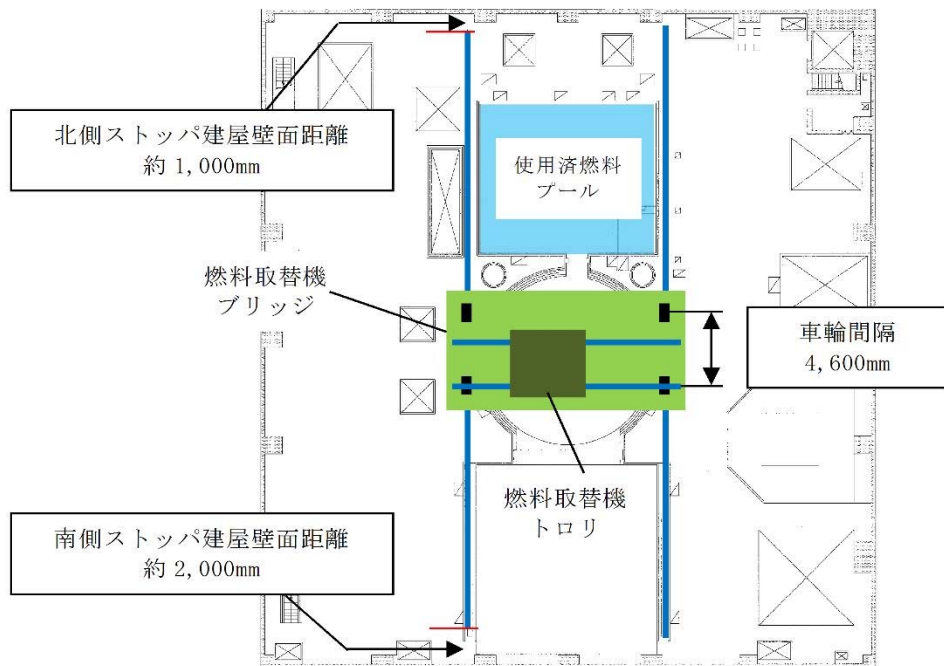 北側ストッパ建屋壁面距離
約 1,000mm
使用済燃料
プール
燃料取替機
ブリッジ
車輪間隔
4,600mm
燃料取替機
トロリ
南側ストッパ建屋壁面距離
約 2,000mm